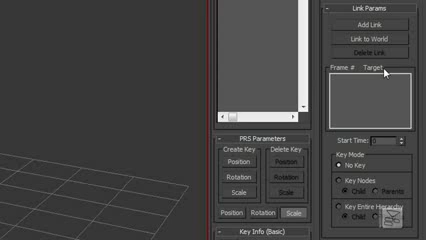 Link Params
Add Link
Link to World
Delete Link
Frame # Target
Start Time: 0
Key Mode
No Key
Key Nodes
Child Parents
Key Entire Hierarchy
Child
PRS Parameters
Create Key Delete Key
Position Position
Rotation Rotation
Scale Scale
Position Rotation Scale
Key Info (Basic)